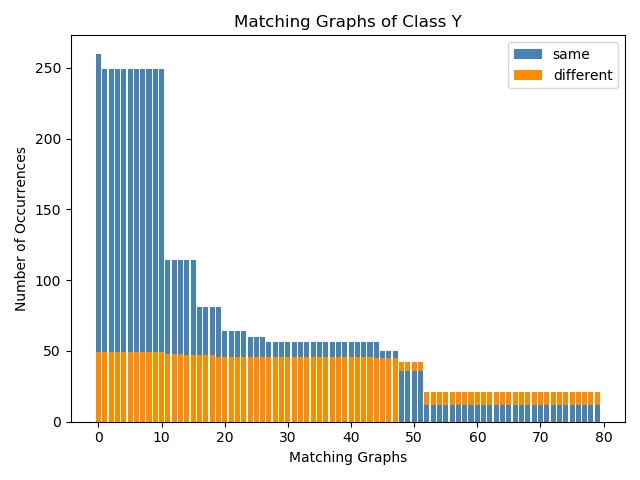 Matching Graphs of Class Y
same
different
Number of Occurrences
250
200
150
100
50
0
0 10 20 30 40 50 60 70 80
Matching Graphs